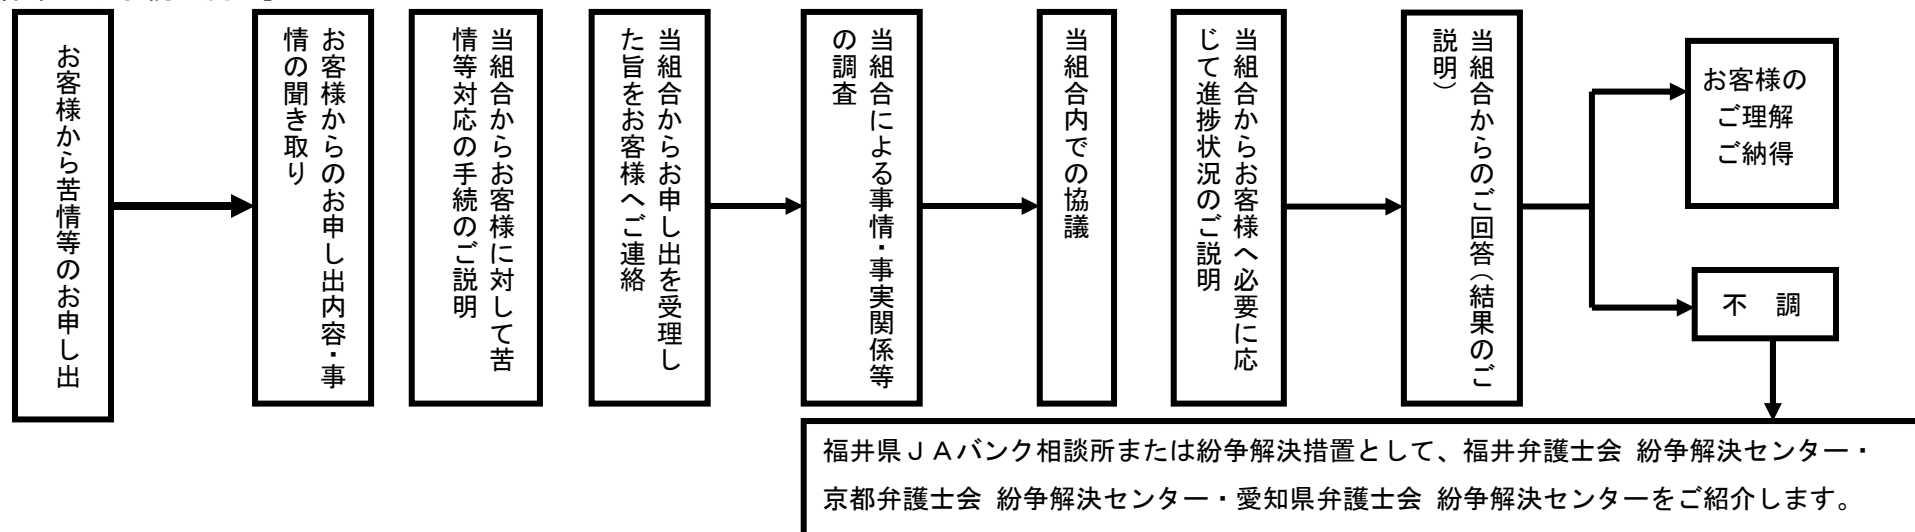 お客様から苦情等のお申し出
お客様からのお申し出内容・事
情の聞き取り
当組合からお客様に対して苦
情等対応の手続のご説明
当組合からお申し出を受理し
た旨をお客様へご連絡
当組合による事情・事実関係等
の調査
当組合内での協議
当組合からお客様へ必要に応
じて進捗状況のご説明
当組合からのご回答（結果のご
説明）
お客様の
ご理解
ご納得
不 調
福井県ＪＡバンク相談所または紛争解決措置として、福井弁護士会 紛争解決センター・
京都弁護士会 紛争解決センター・愛知県弁護士会 紛争解決センターをご紹介します。